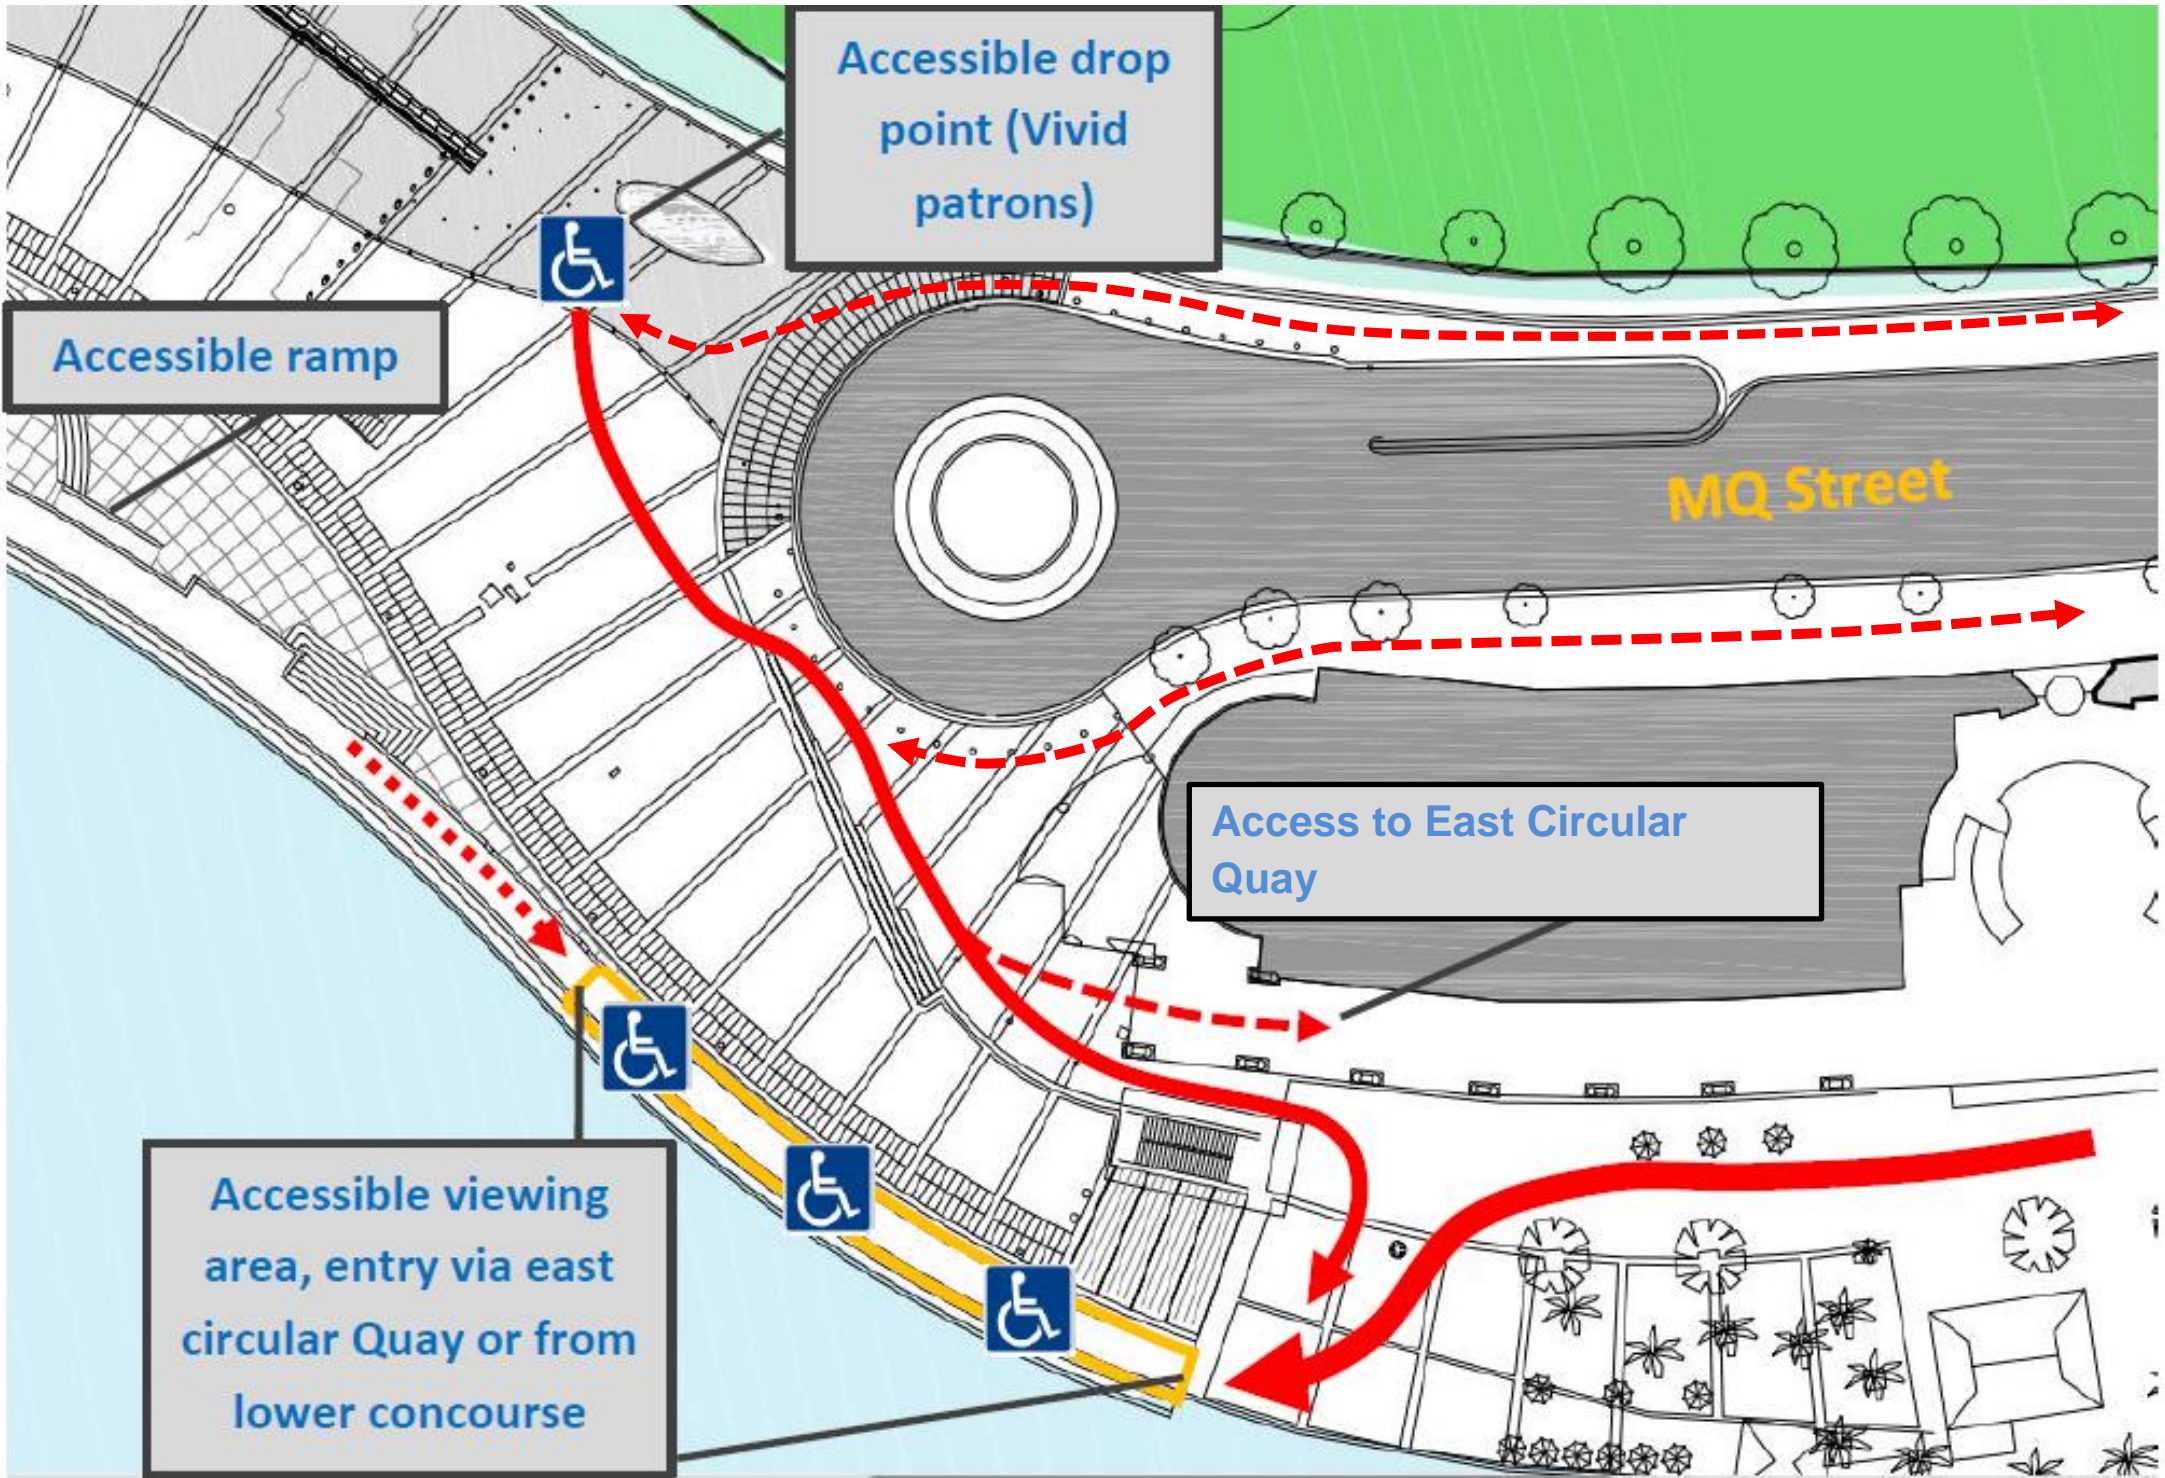 Accessible drop
point (Vivid
patrons)
Accessible ramp
MQ Street
Access to East Circular
Quay
Accessible viewing
area, entry via east
circular Quay or from
lower concourse